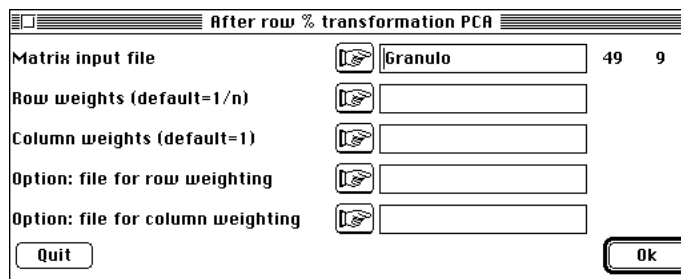 After row % transformation PCA
Matrix input file Granulo 49 9
Row weights (default=1/n)
Column weights (default=1)
Option: file for row weighting
Option: file for column weighting
Quit Ok